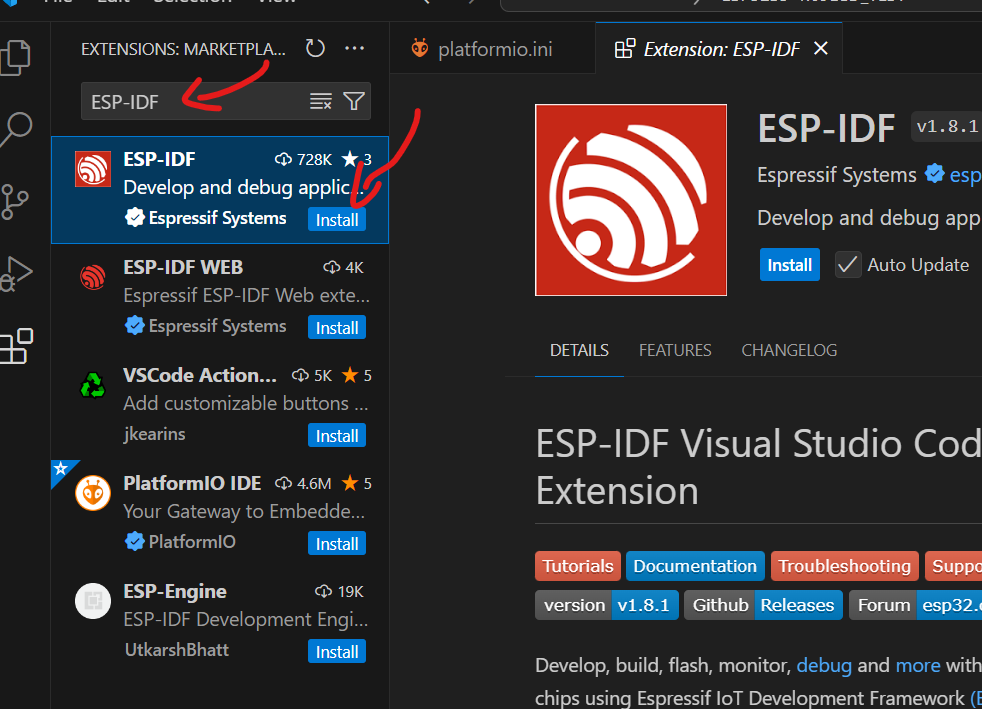 File Edit Selection View
EXTENSIONS: MARKETPLA...
platformio.ini
Extension: ESP-IDF
ESP-IDF
ESP-IDF 728K 3
Develop and debug applic...
Espressif Systems Install
ESP-IDF WEB 4K
Espressif ESP-IDF Web exte...
Espressif Systems Install
VSCode Action... 5K 5
Add customizable buttons ...
jkearins Install
PlatformIO IDE 4.6M 5
Your Gateway to Embedde...
PlatformIO Install
ESP-Engine 19K
ESP-IDF Development Engi...
UtkarshBhatt Install
ESP-IDF v1.8.1
Espressif Systems esp
Develop and debug app
Install Auto Update
DETAILS FEATURES CHANGELOG
ESP-IDF Visual Studio Cod
Extension
Tutorials Documentation Troubleshooting Suppo
version v1.8.1 Github Releases Forum esp32.
Develop, build, flash, monitor, debug and more with
chips using Espressif IoT Development Framework (E